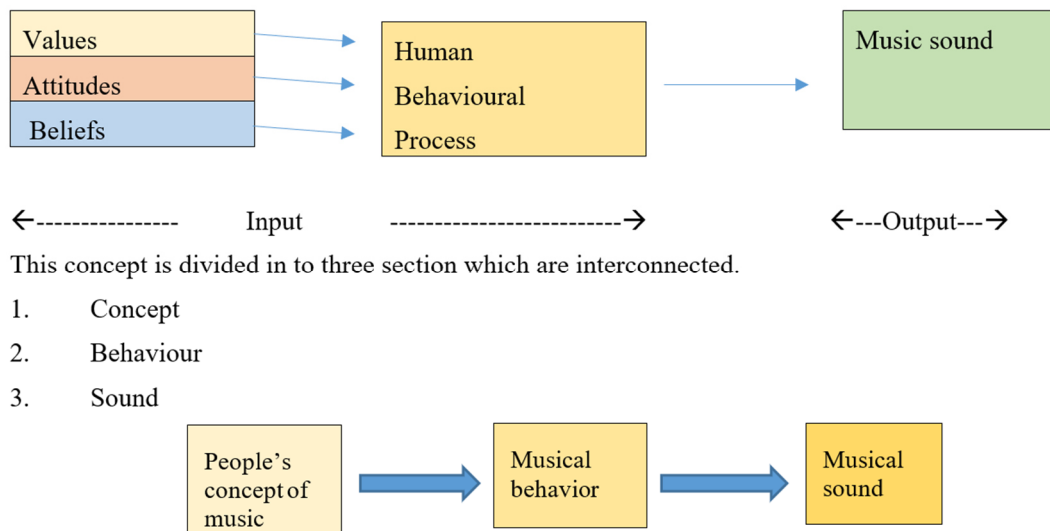 Values
Attitudes
Beliefs
Human
Behavioural
Process
Music sound
←---------------- Input -----------------------→ ←---Output---→
This concept is divided in to three section which are interconnected.
1. Concept
2. Behaviour
3. Sound
People’s
concept of
music
Musical
behavior
Musical
sound